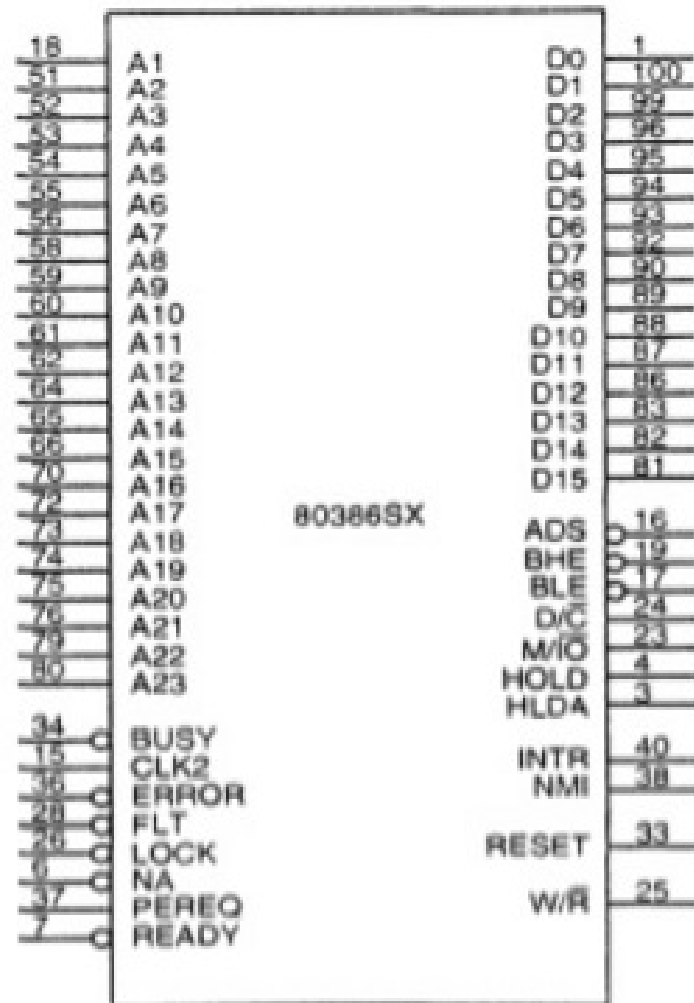 18 A1
51 A2
52 A3
53 A4
54 A5
55 A6
56 A7
58 A8
59 A9
60 A10
61 A11
62 A12
64 A13
65 A14
66 A15
70 A16
72 A17
73 A18
74 A19
75 A20
76 A21
79 A22
80 A23
34 BUSY
15 CLK2
36 ERROR
28 FLT
26 LOCK
6 NA
37 PEREQ
7 READY
80386SX
D0 1
D1 100
D2 99
D3 96
D4 95
D5 94
D6 93
D7 92
D8 90
D9 89
D10 88
D11 87
D12 86
D13 83
D14 82
D15 81
ADS 16
BHE 19
BLE 17
D/C̅ 24
M/I̅O̅ 23
HOLD 4
HLDA 3
INTR 40
NMI 38
RESET 33
W/R̅ 25